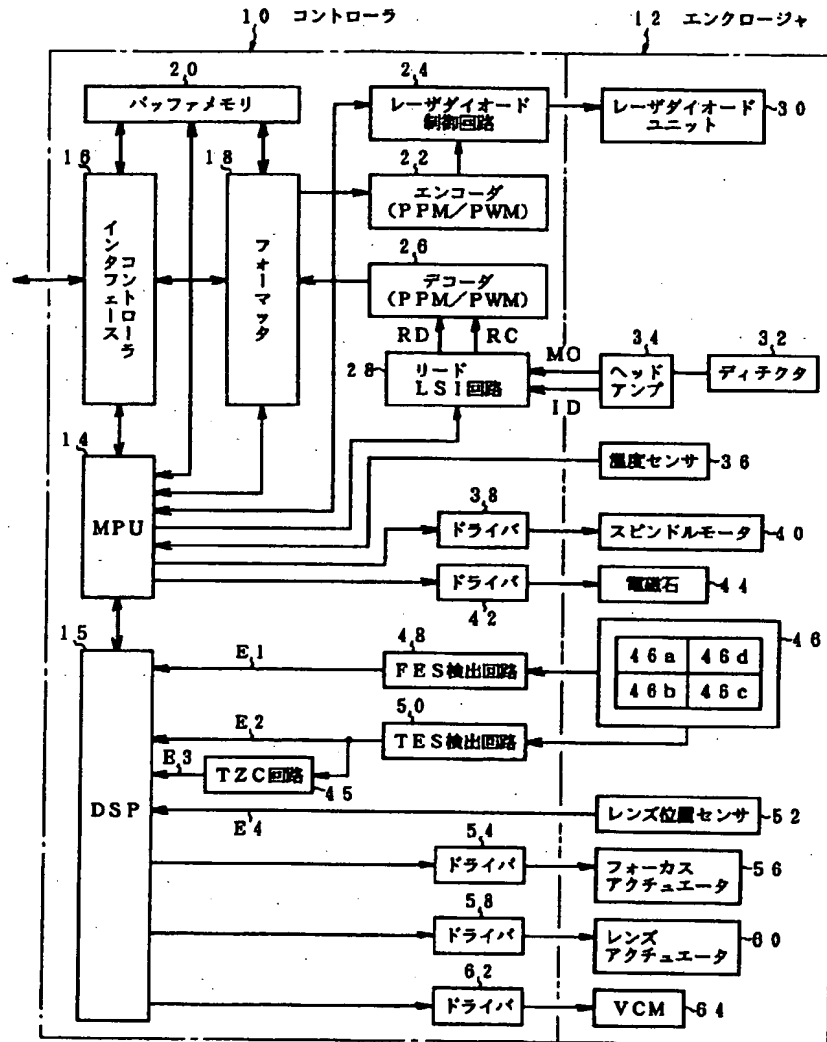 10 コントローラ
12 エンクロージャ
20
バッファメモリ
24
レーザダイオード
制御回路
レーザダイオード
ユニット
30
16
コントローラ
インタフェース
18
フォーマッタ
22
エンコーダ
(PPM/PWM)
26
デコーダ
(PPM/PWM)
RD
RC
28
リード
LSI回路
MO
ID
34
ヘッド
アンプ
32
ディテクタ
14
MPU
温度センサ
36
38
ドライバ
スピンドルモータ
40
ドライバ
42
電磁石
44
15
DSP
E1
48
FES検出回路
46
46a
46d
46b
46c
E2
50
TES検出回路
E3
TZC回路
45
E4
レンズ位置センサ
52
54
ドライバ
フォーカス
アクチュエータ
56
58
ドライバ
レンズ
アクチュエータ
60
62
ドライバ
VCM
64